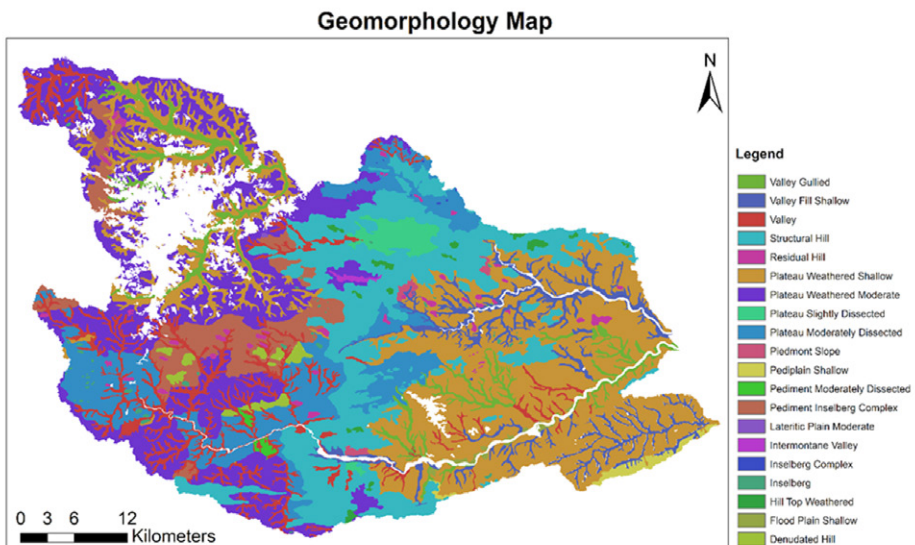 Geomorphology Map
N
Legend
Valley Gullied
Valley Fill Shallow
Valley
Structural Hill
Residual Hill
Plateau Weathered Shallow
Plateau Weathered Moderate
Plateau Slightly Dissected
Plateau Moderately Dissected
Piedmont Slope
Pediplain Shallow
Pediment Moderately Dissected
Pediment Inselberg Complex
Lateritic Plain Moderate
Intermontane Valley
Inselberg Complex
Inselberg
Hill Top Weathered
Flood Plain Shallow
Denudated Hill
0 3 6 12
Kilometers